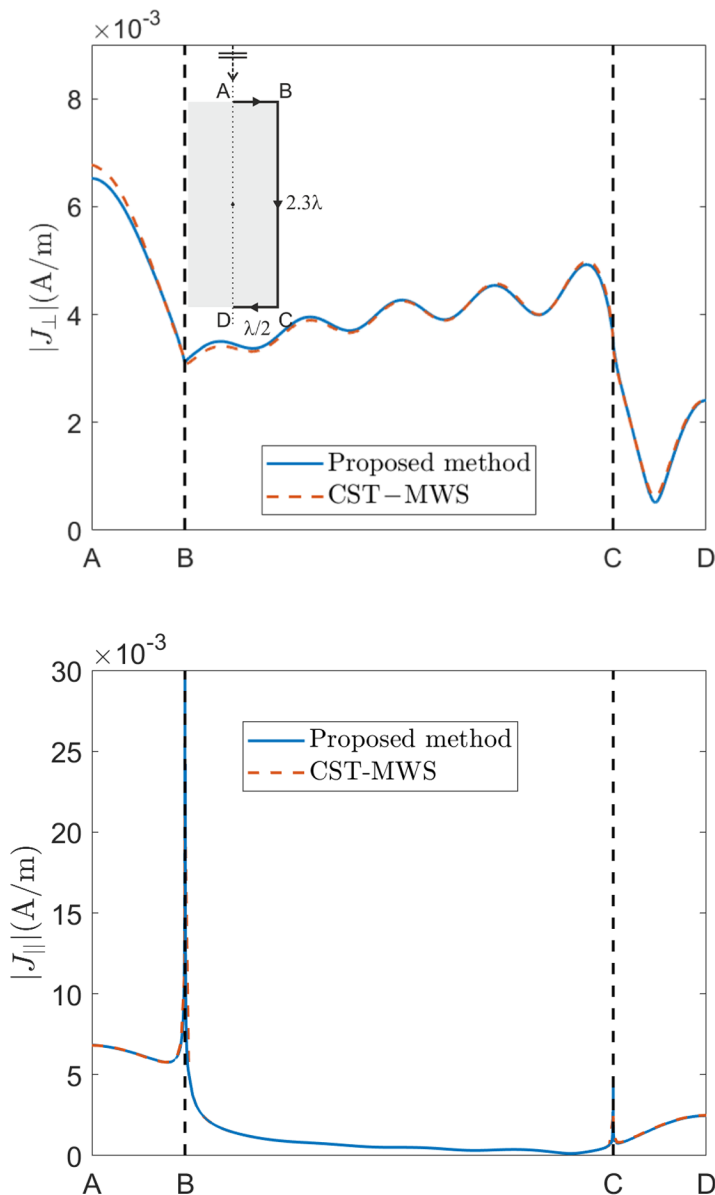 ×10⁻³
8
6
4
2
0
|J⊥|(A/m)
A
B
2.3λ
D
λ/2
C
Proposed method
CST−MWS
A
B
C
D
×10⁻³
30
25
20
15
10
5
0
|J|||(A/m)
Proposed method
CST-MWS
A
B
C
D